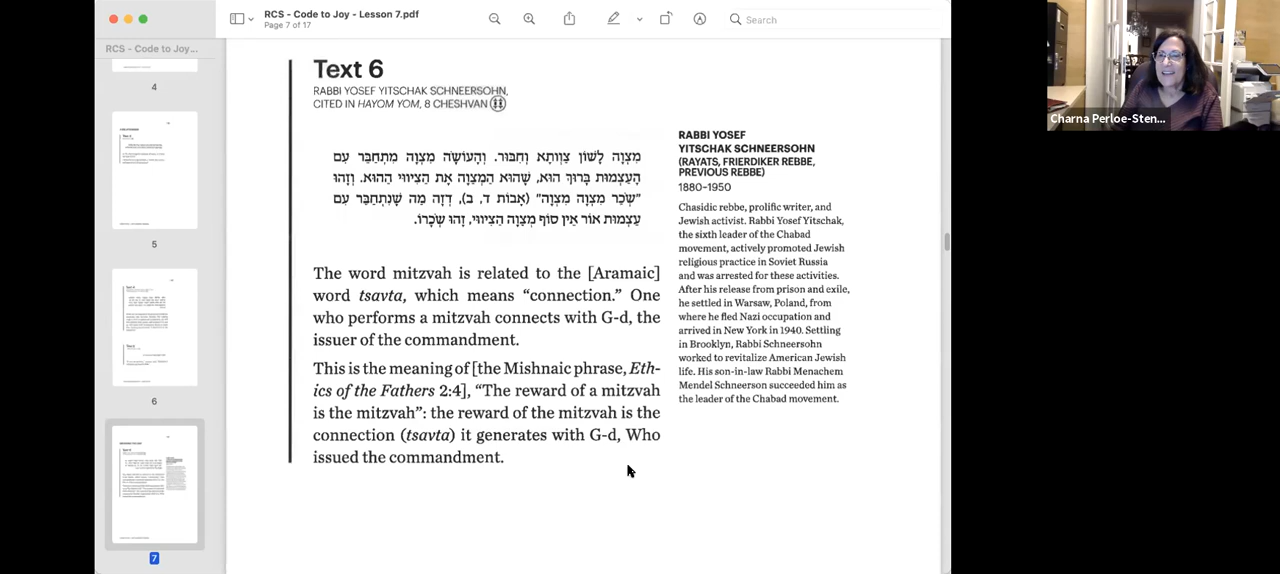 RCS - Code to Joy - Lesson 7.pdf
Page 7 of 17
Search
RCS - Code to Joy...
4
5
6
7
Text 6
RABBI YOSEF YITSCHAK SCHNEERSOHN,
CITED IN HAYOM YOM, 8 CHESHVAN
מִצְוָה לְשׁוֹן צַוְותָא וְחִבּוּר. וְהָעוֹשֶׂה מִצְוָה מִתְחַבֵּר עִם
הָעַצְמוּת בָּרוּךְ הוּא, שֶׁהוּא הַמְצַוֶּה אֶת הַצִּיוּוּי הַהוּא. וְזֶהוּ
"שְׂכַר מִצְוָה מִצְוָה" (אָבוֹת ד, ב), דְּזֶה מַה שֶּׁנִּתְחַבֵּר עִם
עַצְמוּת אוֹר אֵין סוֹף מְצַוֵּה הַצִּיוּוּי, זֶהוּ שְׂכָרוֹ.
The word mitzvah is related to the [Aramaic]
word tsavta, which means “connection.” One
who performs a mitzvah connects with G-d, the
issuer of the commandment.
This is the meaning of [the Mishnaic phrase, Eth-
ics of the Fathers 2:4], “The reward of a mitzvah
is the mitzvah”: the reward of the mitzvah is the
connection (tsavta) it generates with G-d, Who
issued the commandment.
RABBI YOSEF
YITSCHAK SCHNEERSOHN
(RAYATS, FRIERDIKER REBBE,
PREVIOUS REBBE)
1880–1950
Chasidic rebbe, prolific writer, and
Jewish activist. Rabbi Yosef Yitschak,
the sixth leader of the Chabad
movement, actively promoted Jewish
religious practice in Soviet Russia
and was arrested for these activities.
After his release from prison and exile,
he settled in Warsaw, Poland, from
where he fled Nazi occupation and
arrived in New York in 1940. Settling
in Brooklyn, Rabbi Schneersohn
worked to revitalize American Jewish
life. His son-in-law Rabbi Menachem
Mendel Schneerson succeeded him as
the leader of the Chabad movement.
Charna Perloe-Sten...